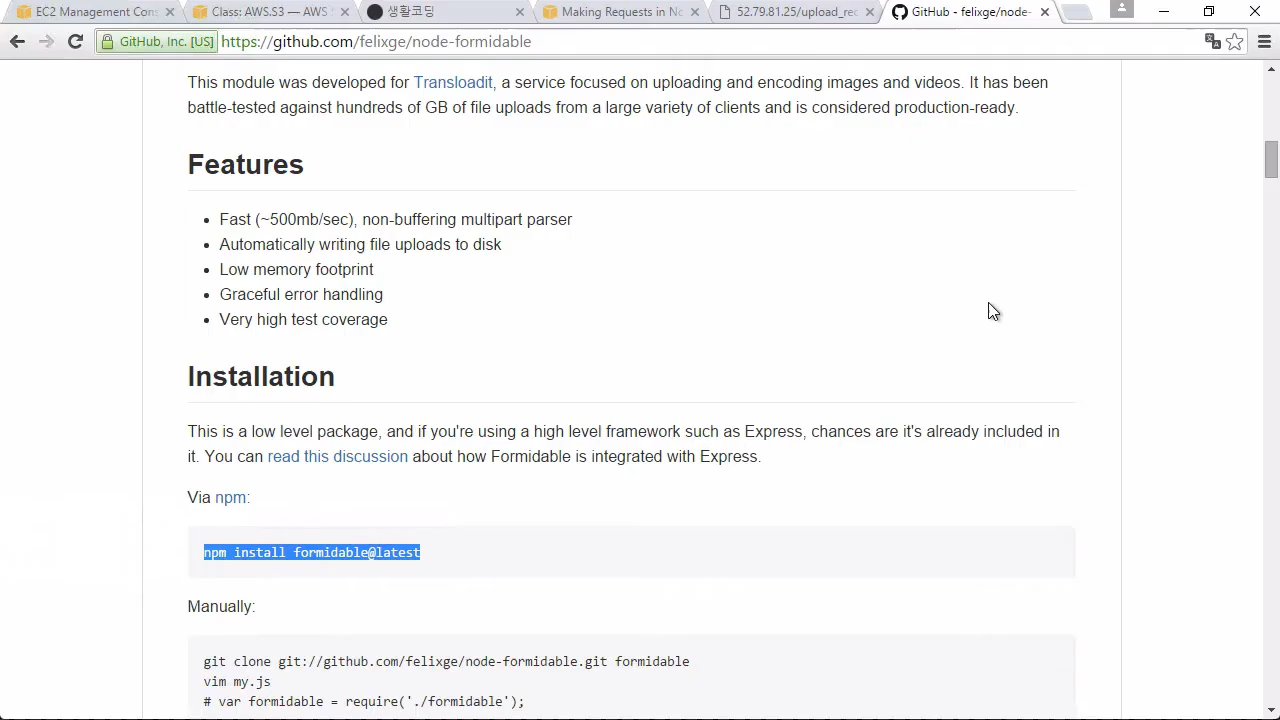 EC2 Management Cons
Class: AWS.S3 — AWS
생활코딩
Making Requests in No
52.79.81.25/upload_rec
GitHub - felixge/node-
GitHub, Inc. [US]
https://github.com/felixge/node-formidable
This module was developed for Transloadit, a service focused on uploading and encoding images and videos. It has been
battle-tested against hundreds of GB of file uploads from a large variety of clients and is considered production-ready.
Features
• Fast (~500mb/sec), non-buffering multipart parser
• Automatically writing file uploads to disk
• Low memory footprint
• Graceful error handling
• Very high test coverage
Installation
This is a low level package, and if you're using a high level framework such as Express, chances are it's already included in
it. You can read this discussion about how Formidable is integrated with Express.
Via npm:
npm install formidable@latest
Manually:
git clone git://github.com/felixge/node-formidable.git formidable
vim my.js
# var formidable = require('./formidable');